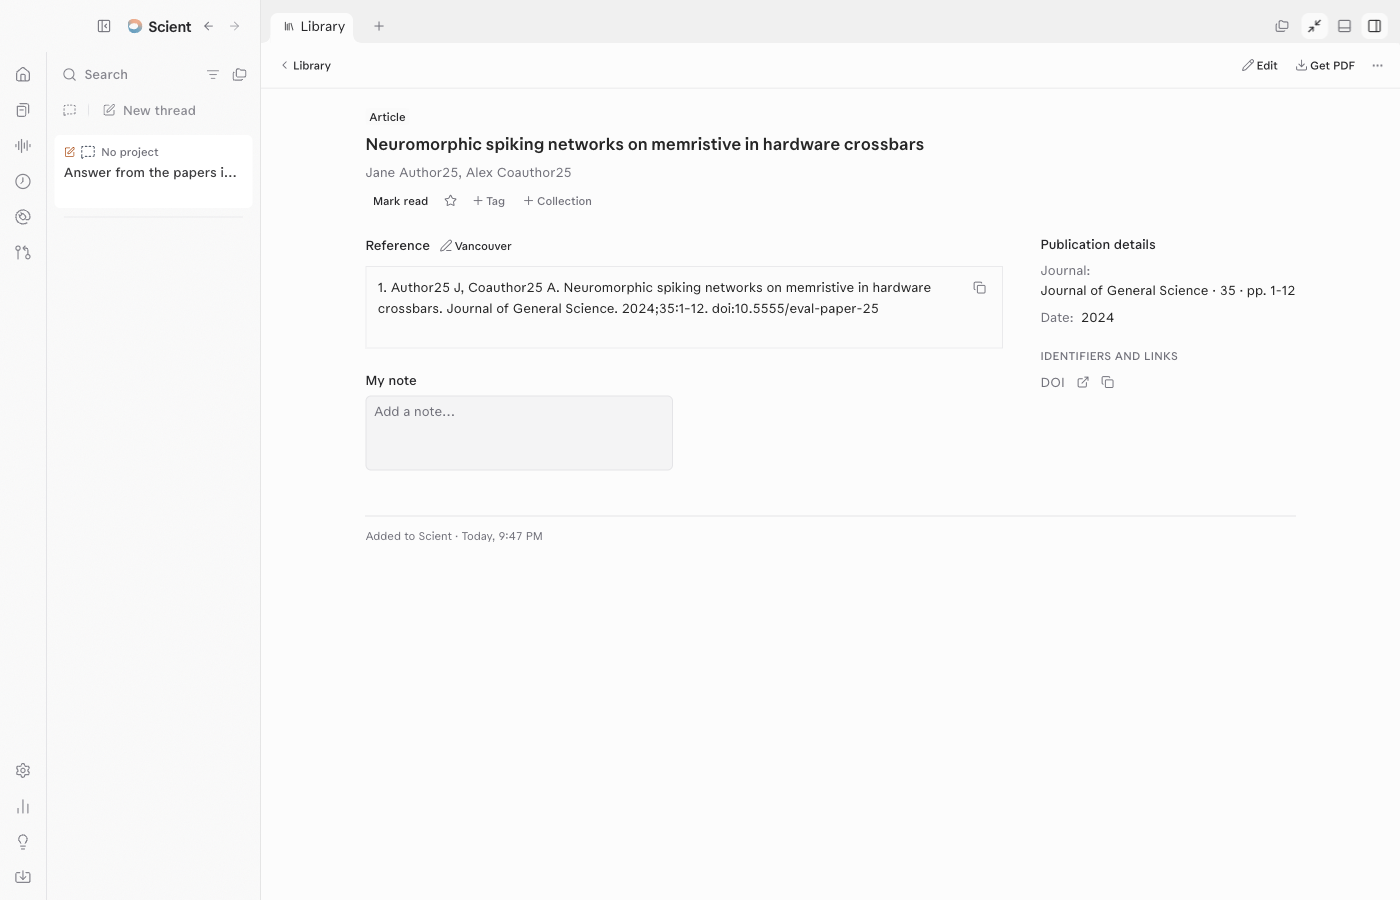 Scient
Library
Search
New thread
No project
Answer from the papers i...
Library
Edit
Get PDF
Article
Neuromorphic spiking networks on memristive in hardware crossbars
Jane Author25, Alex Coauthor25
Mark read
Tag
Collection
Reference
Vancouver
1. Author25 J, Coauthor25 A. Neuromorphic spiking networks on memristive in hardware
crossbars. Journal of General Science. 2024;35:1-12. doi:10.5555/eval-paper-25
My note
Add a note...
Added to Scient · Today, 9:47 PM
Publication details
Journal:
Journal of General Science · 35 · pp. 1-12
Date: 2024
IDENTIFIERS AND LINKS
DOI